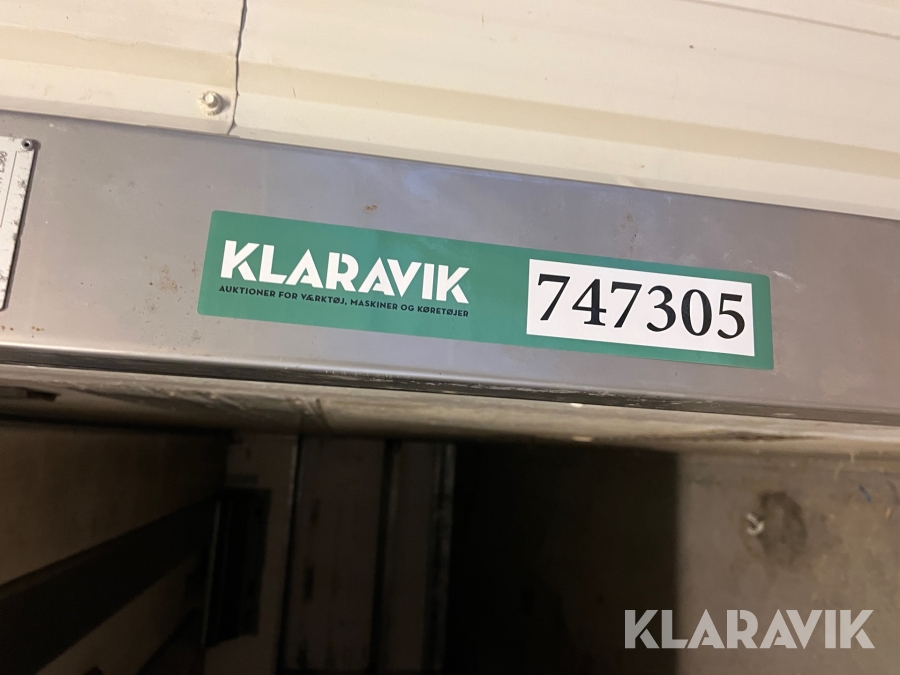 KLARAVIK
AUKTIONER FOR VÆRKTØJ, MASKINER OG KØRETØJER
747305
KLARAVIK